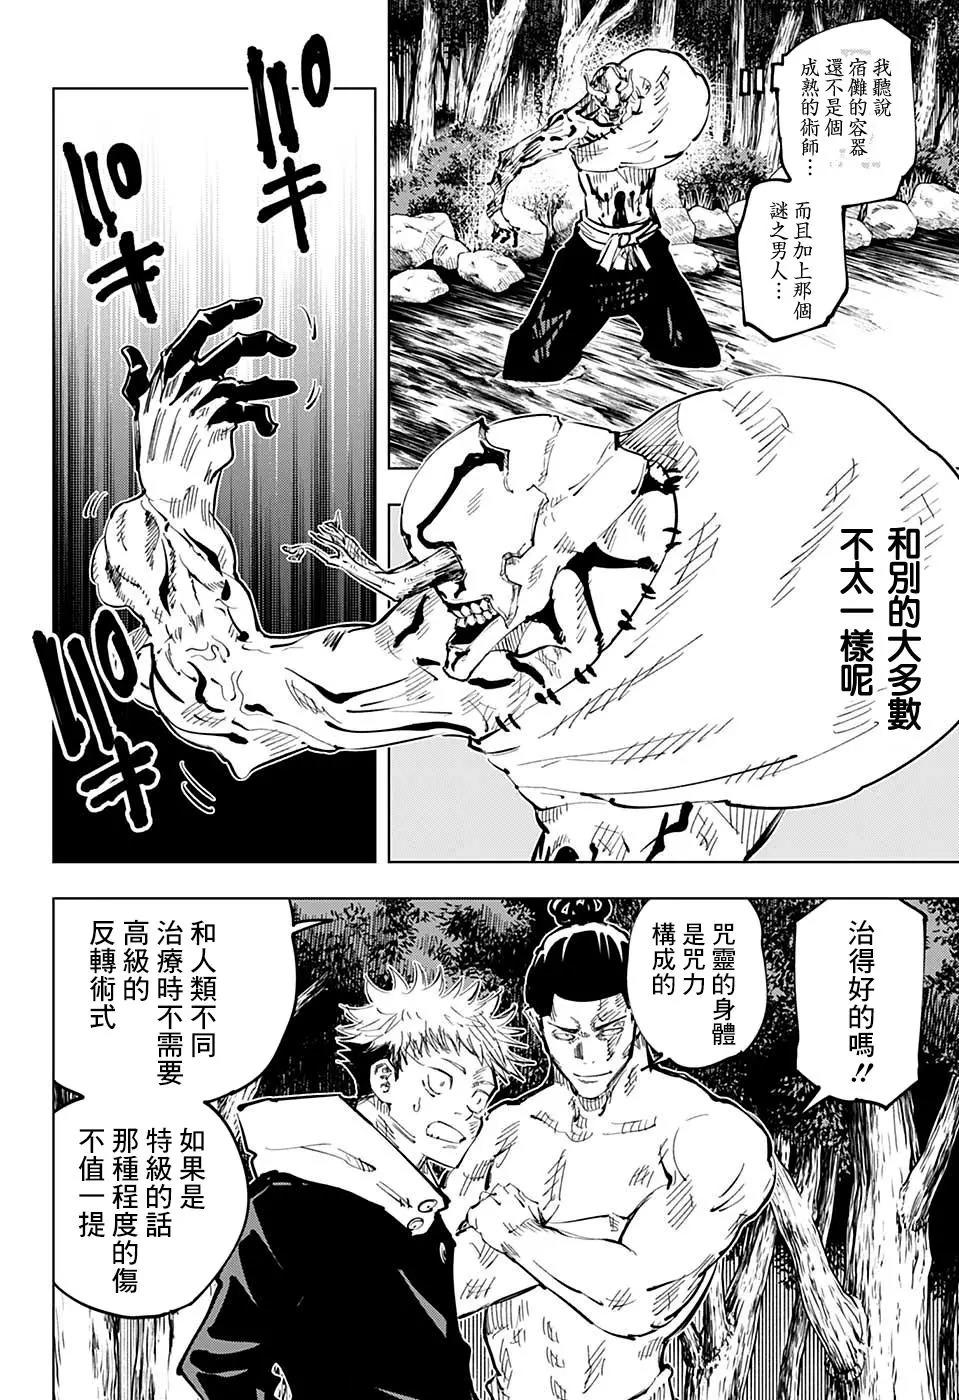 我聽說
宿儺的容器
還不是個
成熟的術師…
而且加上那個
謎之男人…
パキ
パキ
パキ
和別的大多數
不太一樣呢
治得好的嗎!!
咒靈的身體
是咒力
構成的
和人類不同
治療時不需要
高級的
反轉術式
如果是
特級的話
那種程度的傷
不值一提